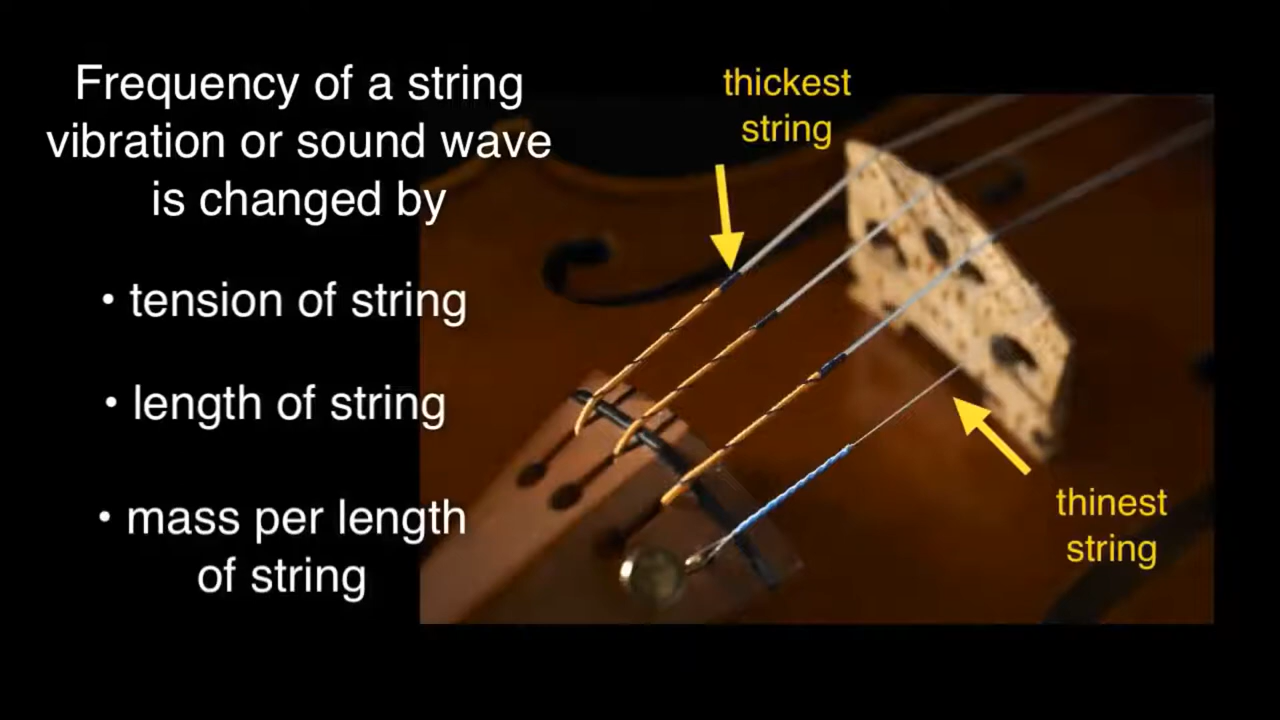 Frequency of a string
vibration or sound wave
is changed by
• tension of string
• length of string
• mass per length
of string
thickest
string
thinest
string